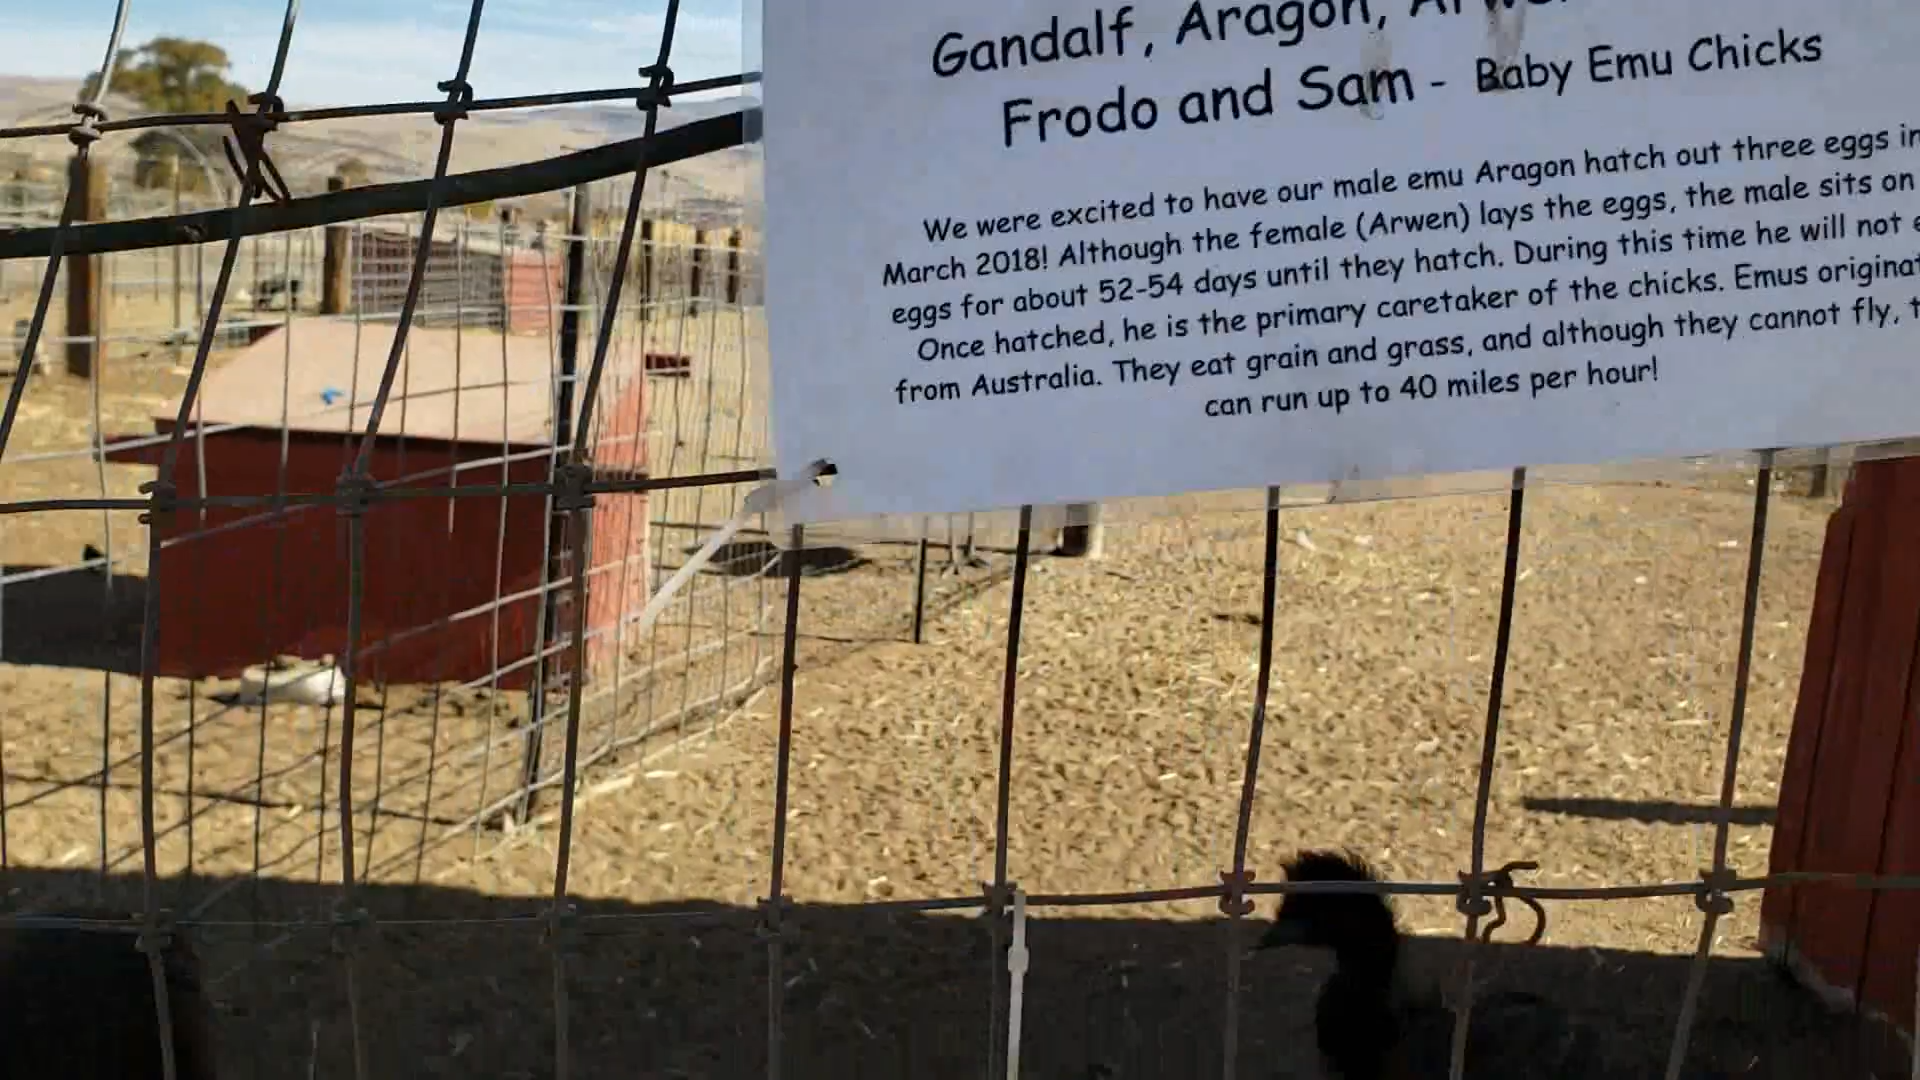 Gandalf, Aragon,
Frodo and Sam - Baby Emu Chicks
We were excited to have our male emu Aragon hatch out three eggs in
March 2018! Although the female (Arwen) lays the eggs, the male sits on
eggs for about 52-54 days until they hatch. During this time he will not
Once hatched, he is the primary caretaker of the chicks. Emus
from Australia. They eat grain and grass, and although they cannot fly,
can run up to 40 miles per hour!